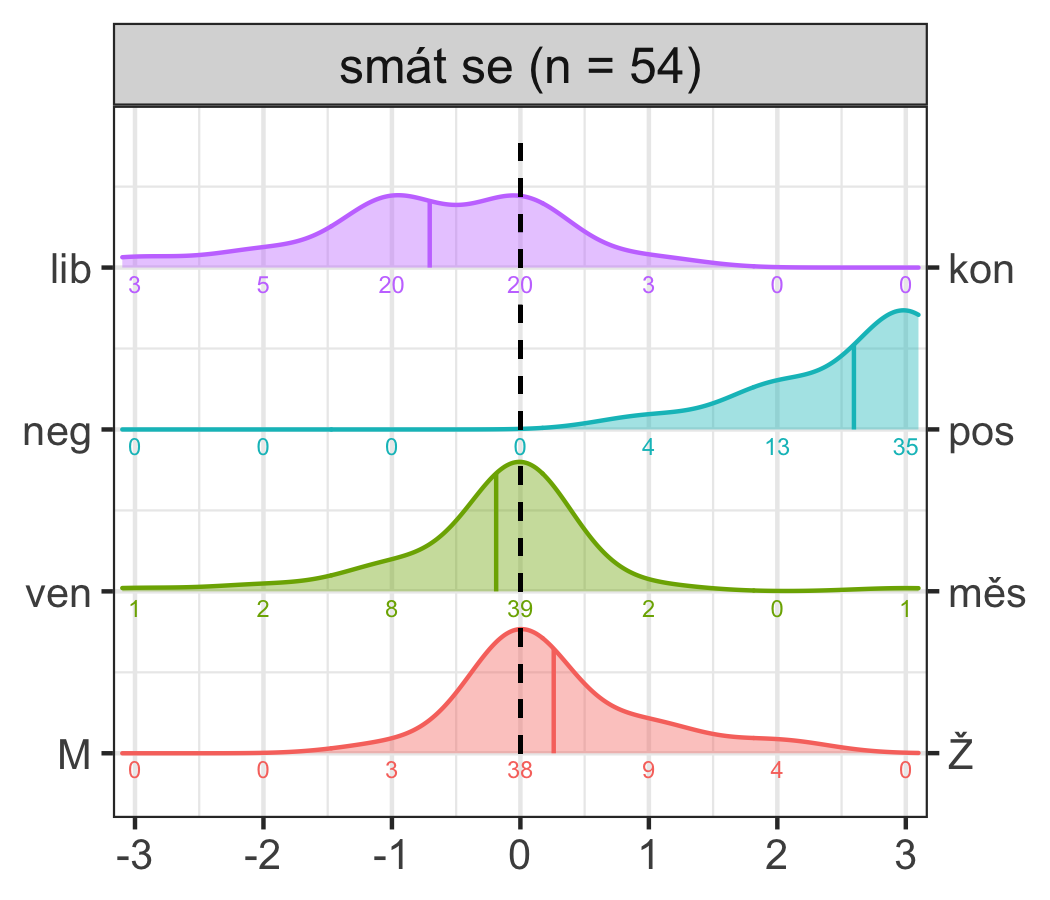 smát se (n = 54)
lib kon
3 5 20 20 3 0 0
neg pos
0 0 0 0 4 13 35
ven měs
1 2 8 39 2 0 1
M Ž
0 0 3 38 9 4 0
-3 -2 -1 0 1 2 3